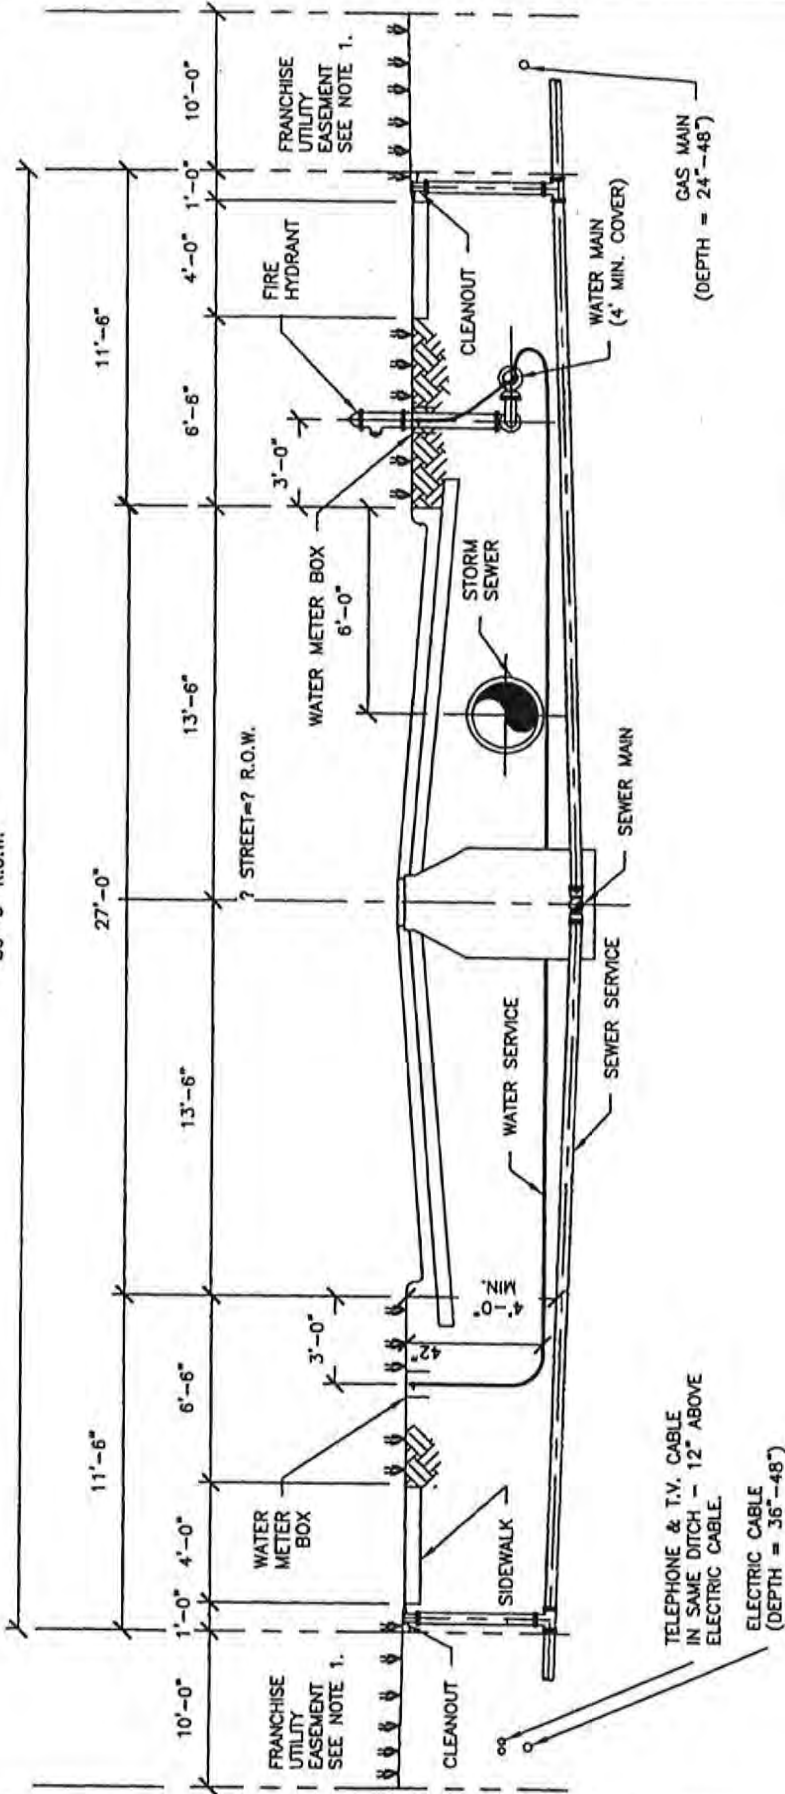 27'-0"
11'-6"
11'-6"
10'-0"
1'-0"
4'-0"
6'-6"
13'-6"
13'-6"
6'-6"
4'-0"
1'-0"
10'-0"
? STREET=? R.O.W.
FRANCHISE
UTILITY
EASEMENT
SEE NOTE 1.
WATER
METER
BOX
3'-0"
WATER METER BOX
6'-0"
3'-0"
FIRE
HYDRANT
FRANCHISE
UTILITY
EASEMENT
SEE NOTE 1.
CLEANOUT
SIDEWALK
42"
4'-0"
MIN.
WATER SERVICE
SEWER SERVICE
SEWER MAIN
STORM
SEWER
CLEANOUT
WATER MAIN
(4' MIN. COVER)
GAS MAIN
(DEPTH = 24"-48")
TELEPHONE & T.V. CABLE
IN SAME DITCH - 12" ABOVE
ELECTRIC CABLE.
ELECTRIC CABLE
(DEPTH = 36"-48")